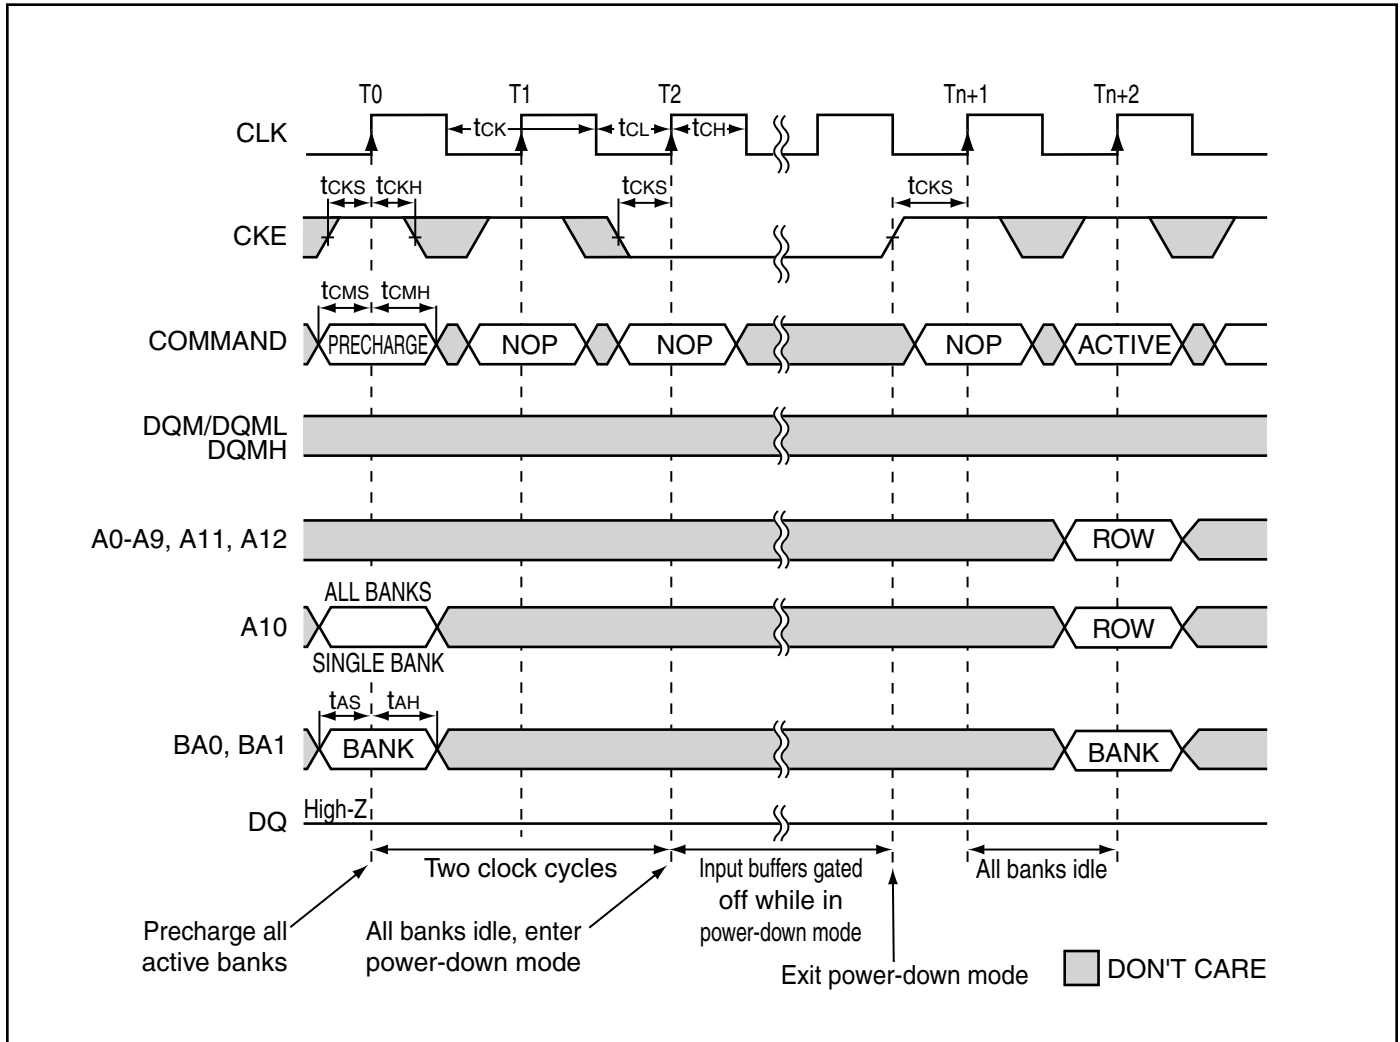 T0 T1 T2 Tn+1 Tn+2
CLK tCK tCL tCH
tCKS tCKH tCKS tCKS
CKE
tCMS tCMH
COMMAND PRECHARGE NOP NOP NOP ACTIVE
DQM/DQML
DQMH
A0-A9, A11, A12 ROW
ALL BANKS
A10 ROW
SINGLE BANK
tAS tAH
BA0, BA1 BANK BANK
High-Z
DQ
Two clock cycles
Input buffers gated
off while in
power-down mode
All banks idle
Precharge all
active banks
All banks idle, enter
power-down mode
Exit power-down mode
DON'T CARE